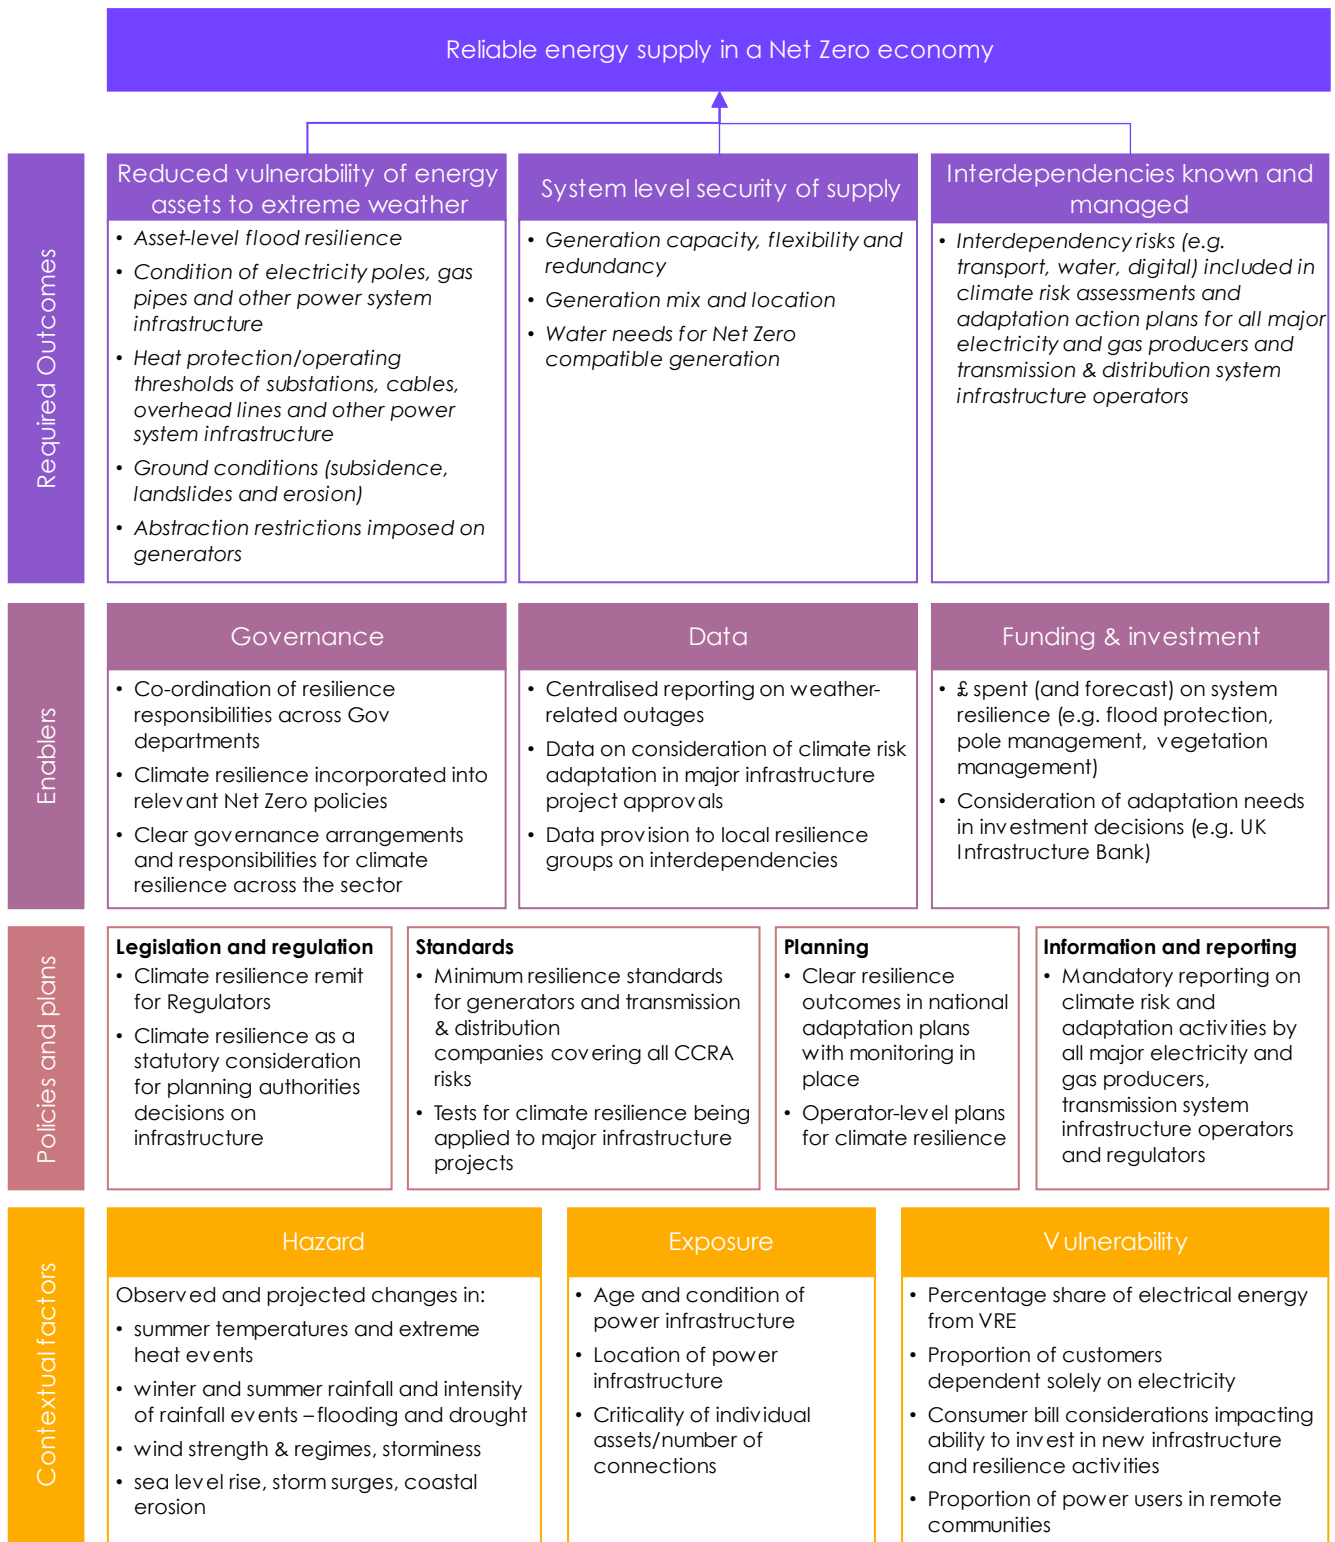 Reliable energy supply in a Net Zero economy
Required Outcomes
Reduced vulnerability of energy
assets to extreme weather
• Asset-level flood resilience
• Condition of electricity poles, gas
pipes and other power system
infrastructure
• Heat protection/operating
thresholds of substations, cables,
overhead lines and other power
system infrastructure
• Ground conditions (subsidence,
landslides and erosion)
• Abstraction restrictions imposed on
generators
System level security of supply
• Generation capacity, flexibility and
redundancy
• Generation mix and location
• Water needs for Net Zero
compatible generation
Interdependencies known and
managed
• Interdependency risks (e.g.
transport, water, digital) included in
climate risk assessments and
adaptation action plans for all major
electricity and gas producers and
transmission & distribution system
infrastructure operators
Enablers
Governance
• Co-ordination of resilience
responsibilities across Gov
departments
• Climate resilience incorporated into
relevant Net Zero policies
• Clear governance arrangements
and responsibilities for climate
resilience across the sector
Data
• Centralised reporting on weather-
related outages
• Data on consideration of climate risk
adaptation in major infrastructure
project approvals
• Data provision to local resilience
groups on interdependencies
Funding & investment
• £ spent (and forecast) on system
resilience (e.g. flood protection,
pole management, vegetation
management)
• Consideration of adaptation needs
in investment decisions (e.g. UK
Infrastructure Bank)
Policies and plans
Legislation and regulation
• Climate resilience remit
for Regulators
• Climate resilience as a
statutory consideration
for planning authorities
decisions on
infrastructure
Standards
• Minimum resilience standards
for generators and transmission
& distribution
companies covering all CCRA
risks
• Tests for climate resilience being
applied to major infrastructure
projects
Planning
• Clear resilience
outcomes in national
adaptation plans
with monitoring in
place
• Operator-level plans
for climate resilience
Information and reporting
• Mandatory reporting on
climate risk and
adaptation activities by
all major electricity and
gas producers,
transmission system
infrastructure operators
and regulators
Contextual factors
Hazard
Observed and projected changes in:
• summer temperatures and extreme
heat events
• winter and summer rainfall and intensity
of rainfall events – flooding and drought
• wind strength & regimes, storminess
• sea level rise, storm surges, coastal
erosion
Exposure
• Age and condition of
power infrastructure
• Location of power
infrastructure
• Criticality of individual
assets/number of
connections
Vulnerability
• Percentage share of electrical energy
from VRE
• Proportion of customers
dependent solely on electricity
• Consumer bill considerations impacting
ability to invest in new infrastructure
and resilience activities
• Proportion of power users in remote
communities